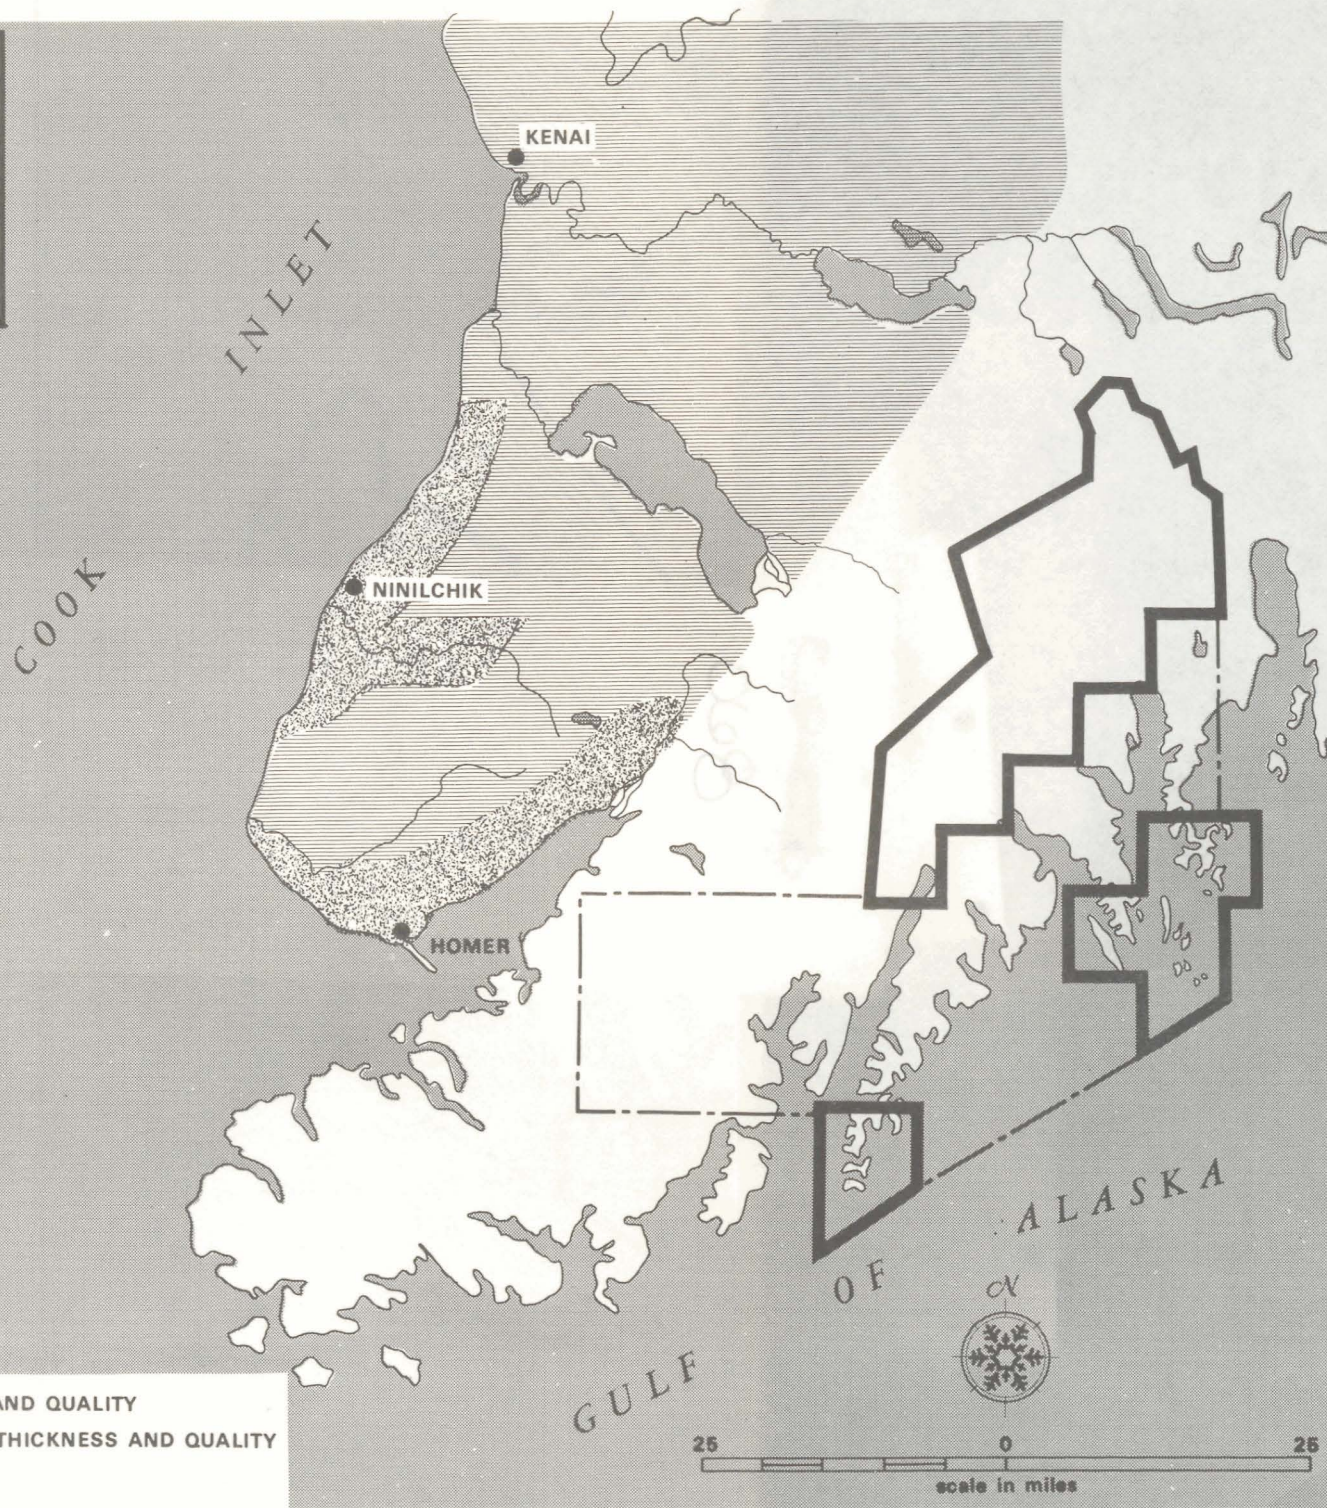 KENAI
COOK INLET
NINILCHIK
HOMER
GULF OF ALASKA
N
AND QUALITY
THICKNESS AND QUALITY
25 0 25
scale in miles